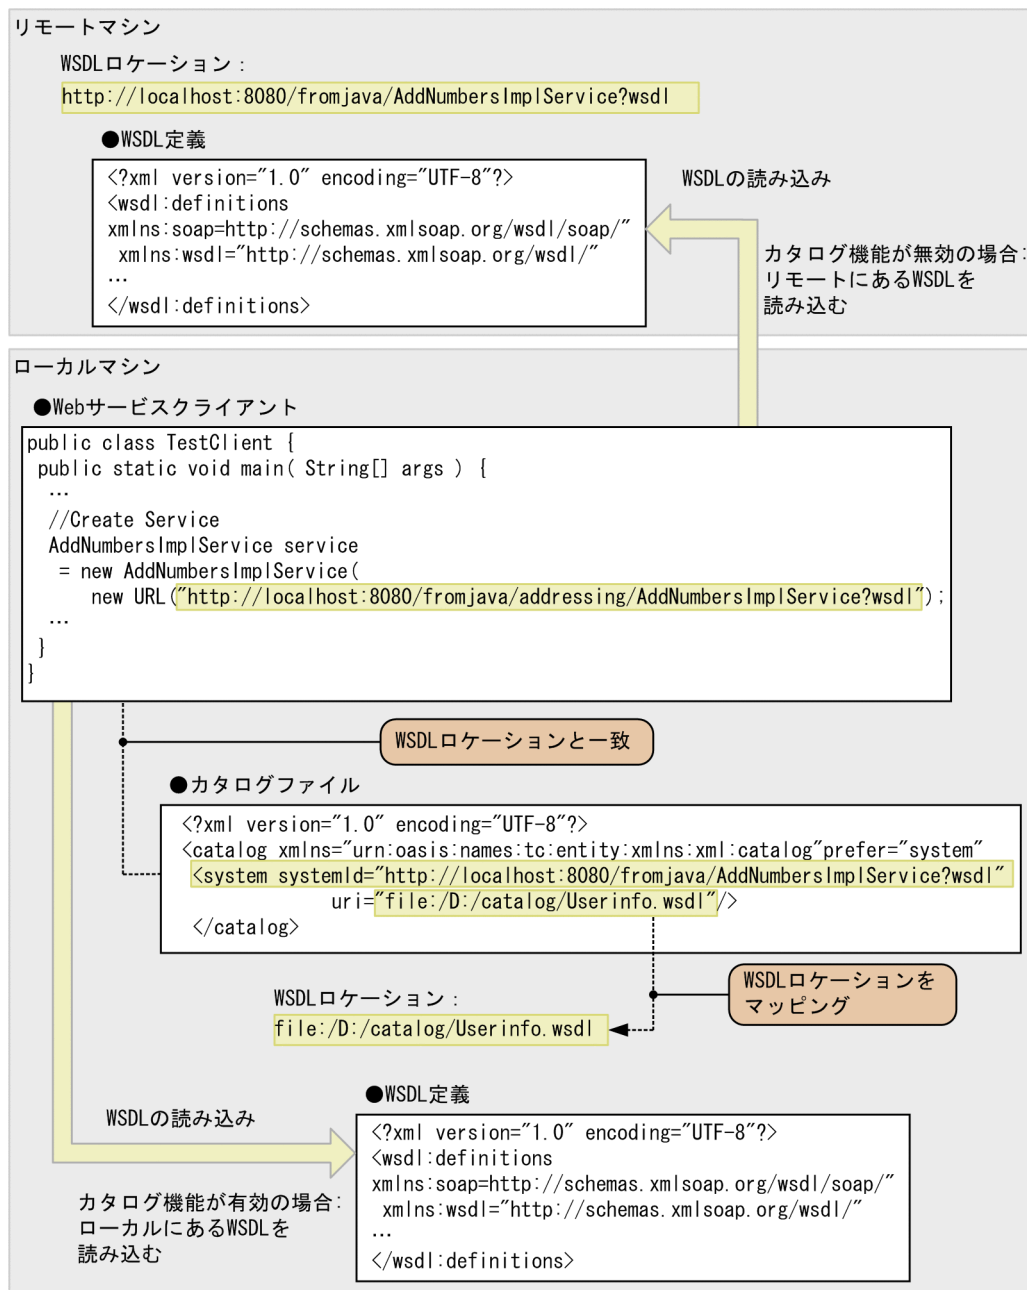 リモートマシン
WSDLロケーション：
http://localhost:8080/fromjava/AddNumbersImplService?wsdl
●WSDL定義
<?xml version="1.0" encoding="UTF-8"?>
<wsdl:definitions
xmlns:soap=http://schemas.xmlsoap.org/wsdl/soap/"
xmlns:wsdl="http://schemas.xmlsoap.org/wsdl/"
…
</wsdl:definitions>
WSDLの読み込み
カタログ機能が無効の場合：
リモートにあるWSDLを
読み込む
ローカルマシン
●Webサービスクライアント
public class TestClient {
public static void main( String[] args ) {
…
//Create Service
AddNumbersImplService service
= new AddNumbersImplService(
new URL("http://localhost:8080/fromjava/addressing/AddNumbersImplService?wsdl");
…
}
}
WSDLロケーションと一致
●カタログファイル
<?xml version="1.0" encoding="UTF-8"?>
<catalog xmlns="urn:oasis:names:tc:entity:xmlns:xml:catalog"prefer="system"
<system systemId="http://localhost:8080/fromjava/AddNumbersImplService?wsdl"
uri="file:/D:/catalog/Userinfo.wsdl"/>
</catalog>
WSDLロケーションを
マッピング
WSDLロケーション：
file:/D:/catalog/Userinfo.wsdl
WSDLの読み込み
カタログ機能が有効の場合：
ローカルにあるWSDLを
読み込む
●WSDL定義
<?xml version="1.0" encoding="UTF-8"?>
<wsdl:definitions
xmlns:soap=http://schemas.xmlsoap.org/wsdl/soap/"
xmlns:wsdl="http://schemas.xmlsoap.org/wsdl/"
…
</wsdl:definitions>